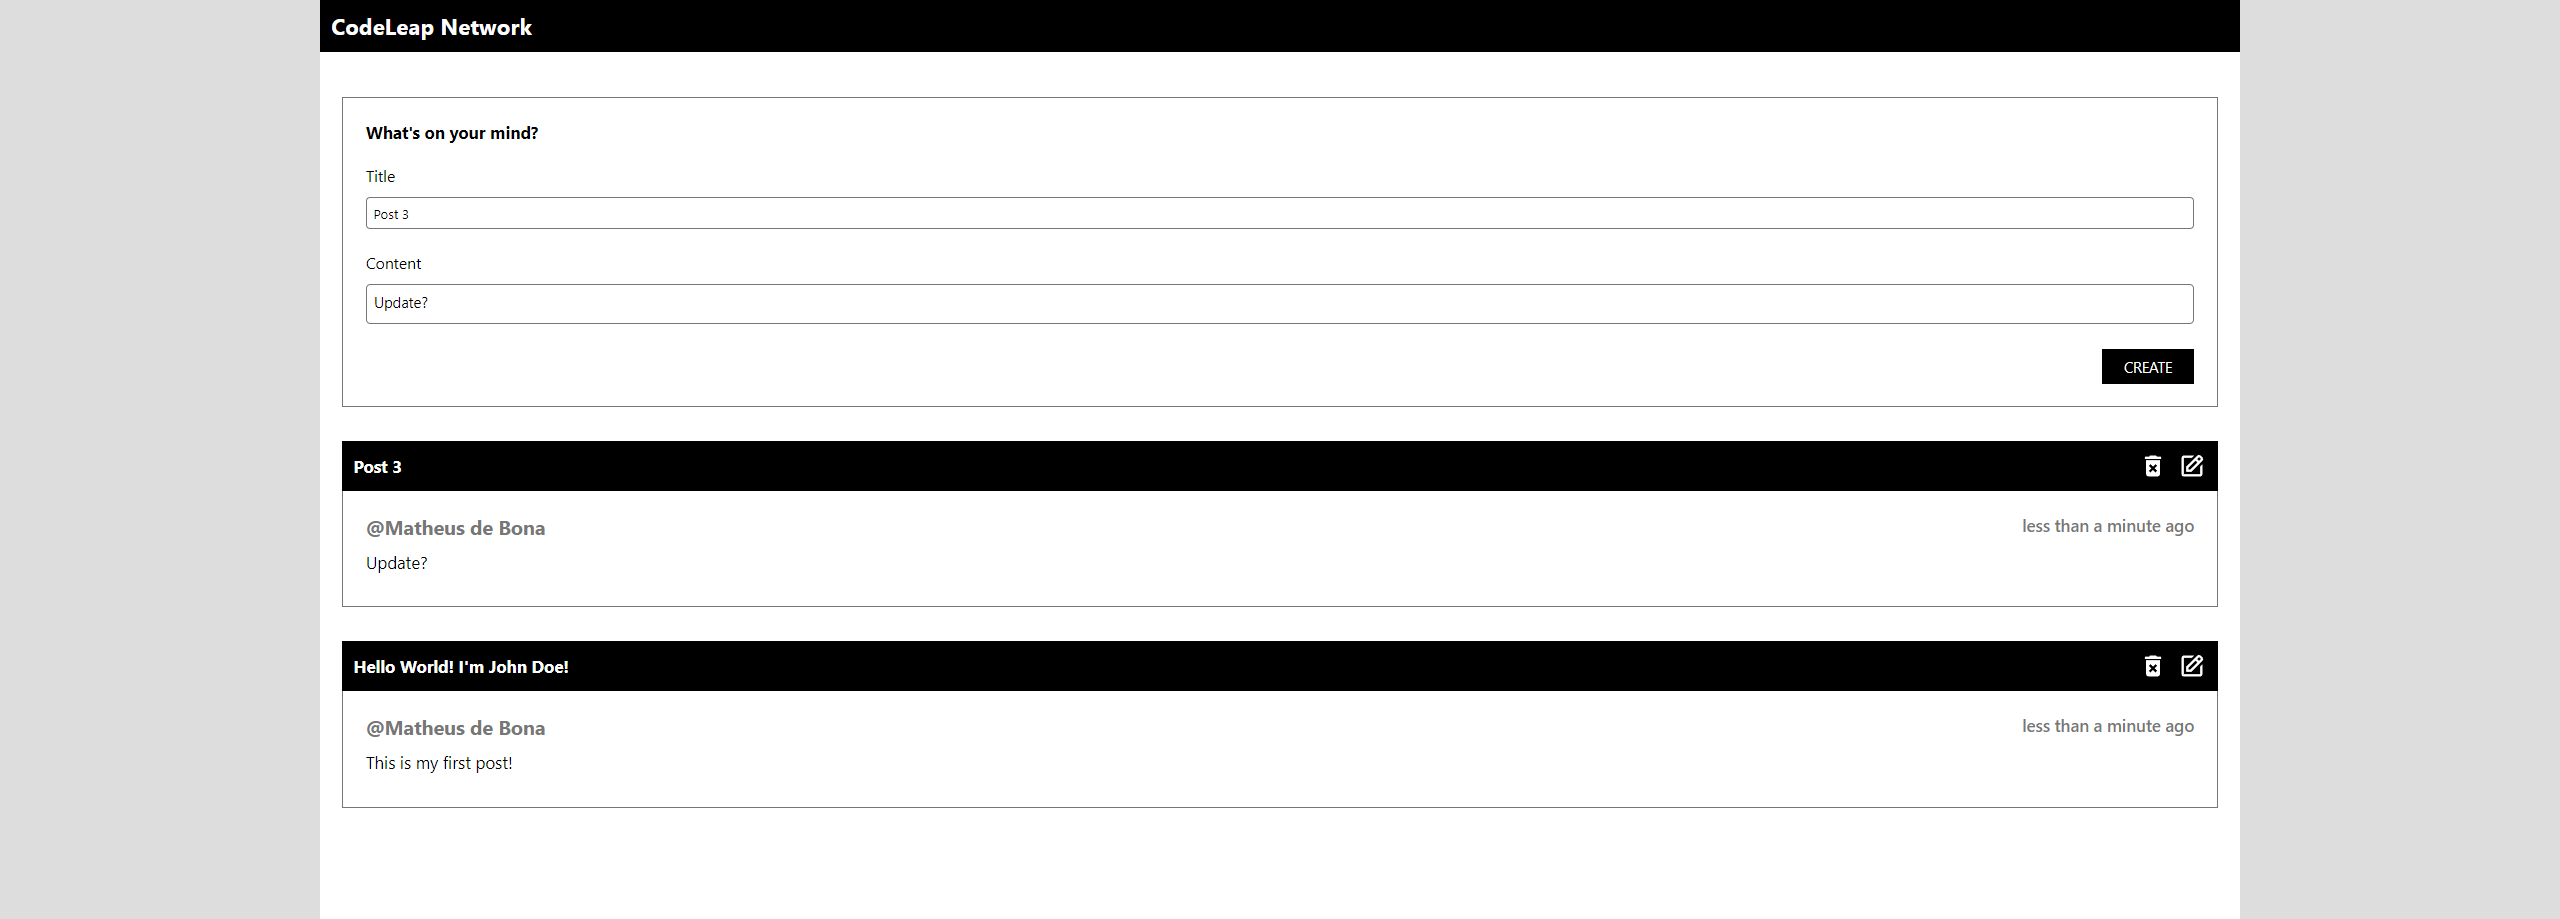 CodeLeap Network
What's on your mind?
Title
Post 3
Content
Update?
CREATE
Post 3
@Matheus de Bona
less than a minute ago
Update?
Hello World! I'm John Doe!
@Matheus de Bona
less than a minute ago
This is my first post!